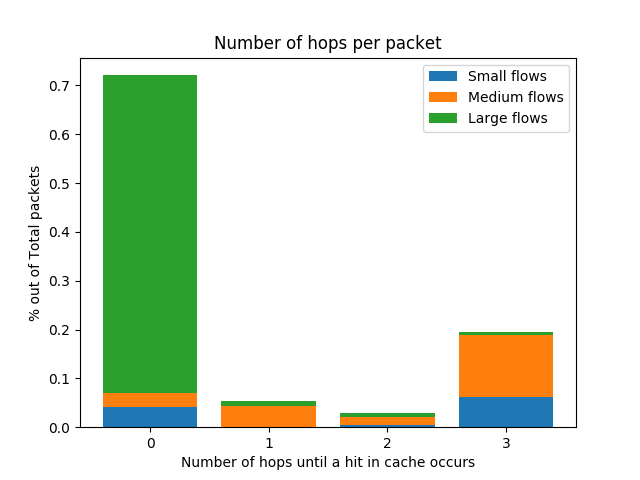 Number of hops per packet
Small flows
Medium flows
Large flows
% out of Total packets
0.7
0.6
0.5
0.4
0.3
0.2
0.1
0.0
0 1 2 3
Number of hops until a hit in cache occurs